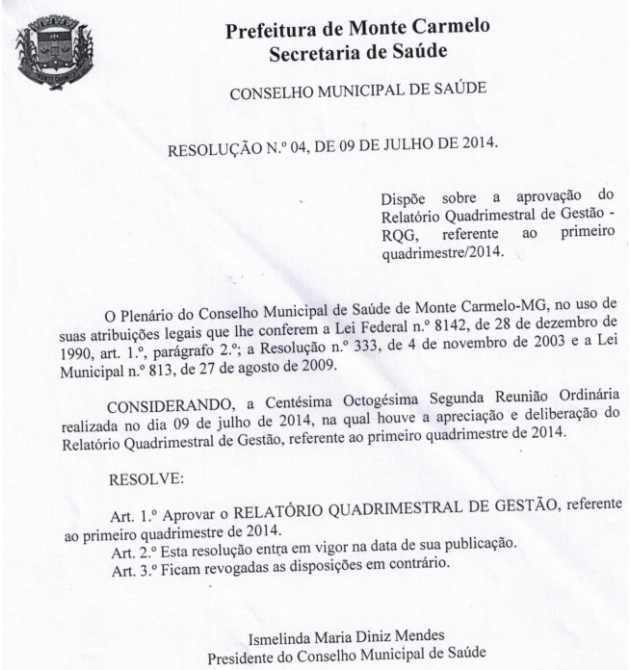 Prefeitura de Monte Carmelo
Secretaria de Saúde
CONSELHO MUNICIPAL DE SAÚDE
RESOLUÇÃO N.º 04, DE 09 DE JULHO DE 2014.
Dispõe sobre a aprovação do
Relatório Quadrimestral de Gestão -
RQG, referente ao primeiro
quadrimestre/2014.
O Plenário do Conselho Municipal de Saúde de Monte Carmelo-MG, no uso de
suas atribuições legais que lhe conferem a Lei Federal n.º 8142, de 28 de dezembro de
1990, art. 1.º, parágrafo 2.º; a Resolução n.º 333, de 4 de novembro de 2003 e a Lei
Municipal n.º 813, de 27 de agosto de 2009.
CONSIDERANDO, a Centésima Octogésima Segunda Reunião Ordinária
realizada no dia 09 de julho de 2014, na qual houve a apreciação e deliberação do
Relatório Quadrimestral de Gestão, referente ao primeiro quadrimestre de 2014.
RESOLVE:
Art. 1.º Aprovar o RELATÓRIO QUADRIMESTRAL DE GESTÃO, referente
ao primeiro quadrimestre de 2014.
Art. 2.º Esta resolução entra em vigor na data de sua publicação.
Art. 3.º Ficam revogadas as disposições em contrário.
Ismelinda Maria Diniz Mendes
Presidente do Conselho Municipal de Saúde